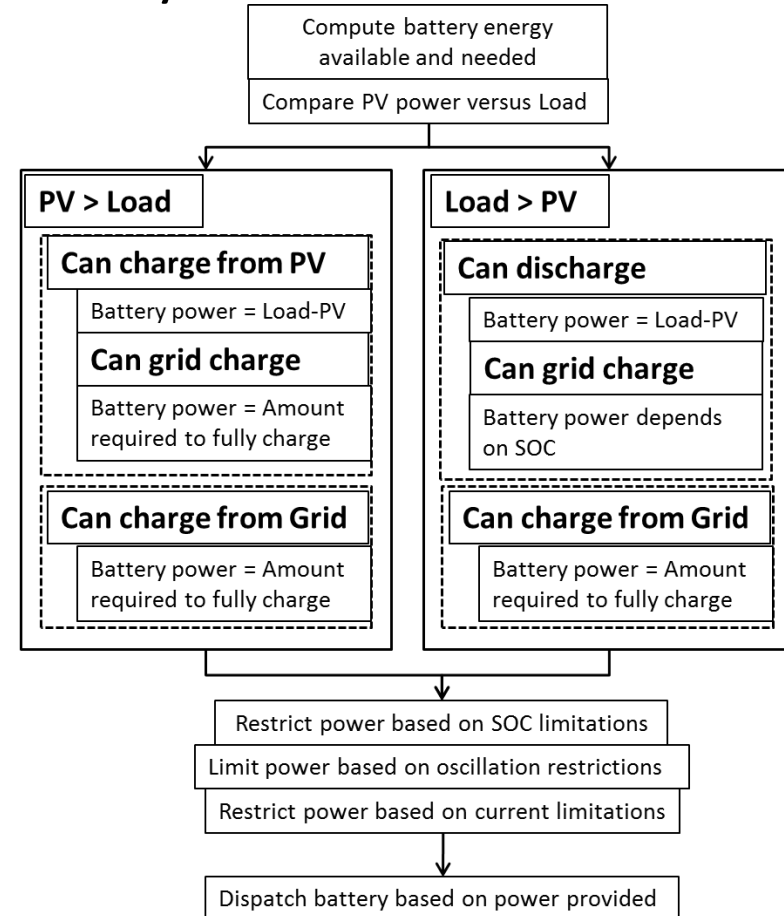 Compute battery energy
available and needed
Compare PV power versus Load
PV > Load
Can charge from PV
Battery power = Load-PV
Can grid charge
Battery power = Amount
required to fully charge
Can charge from Grid
Battery power = Amount
required to fully charge
Load > PV
Can discharge
Battery power = Load-PV
Can grid charge
Battery power depends
on SOC
Can charge from Grid
Battery power = Amount
required to fully charge
Restrict power based on SOC limitations
Limit power based on oscillation restrictions
Restrict power based on current limitations
Dispatch battery based on power provided